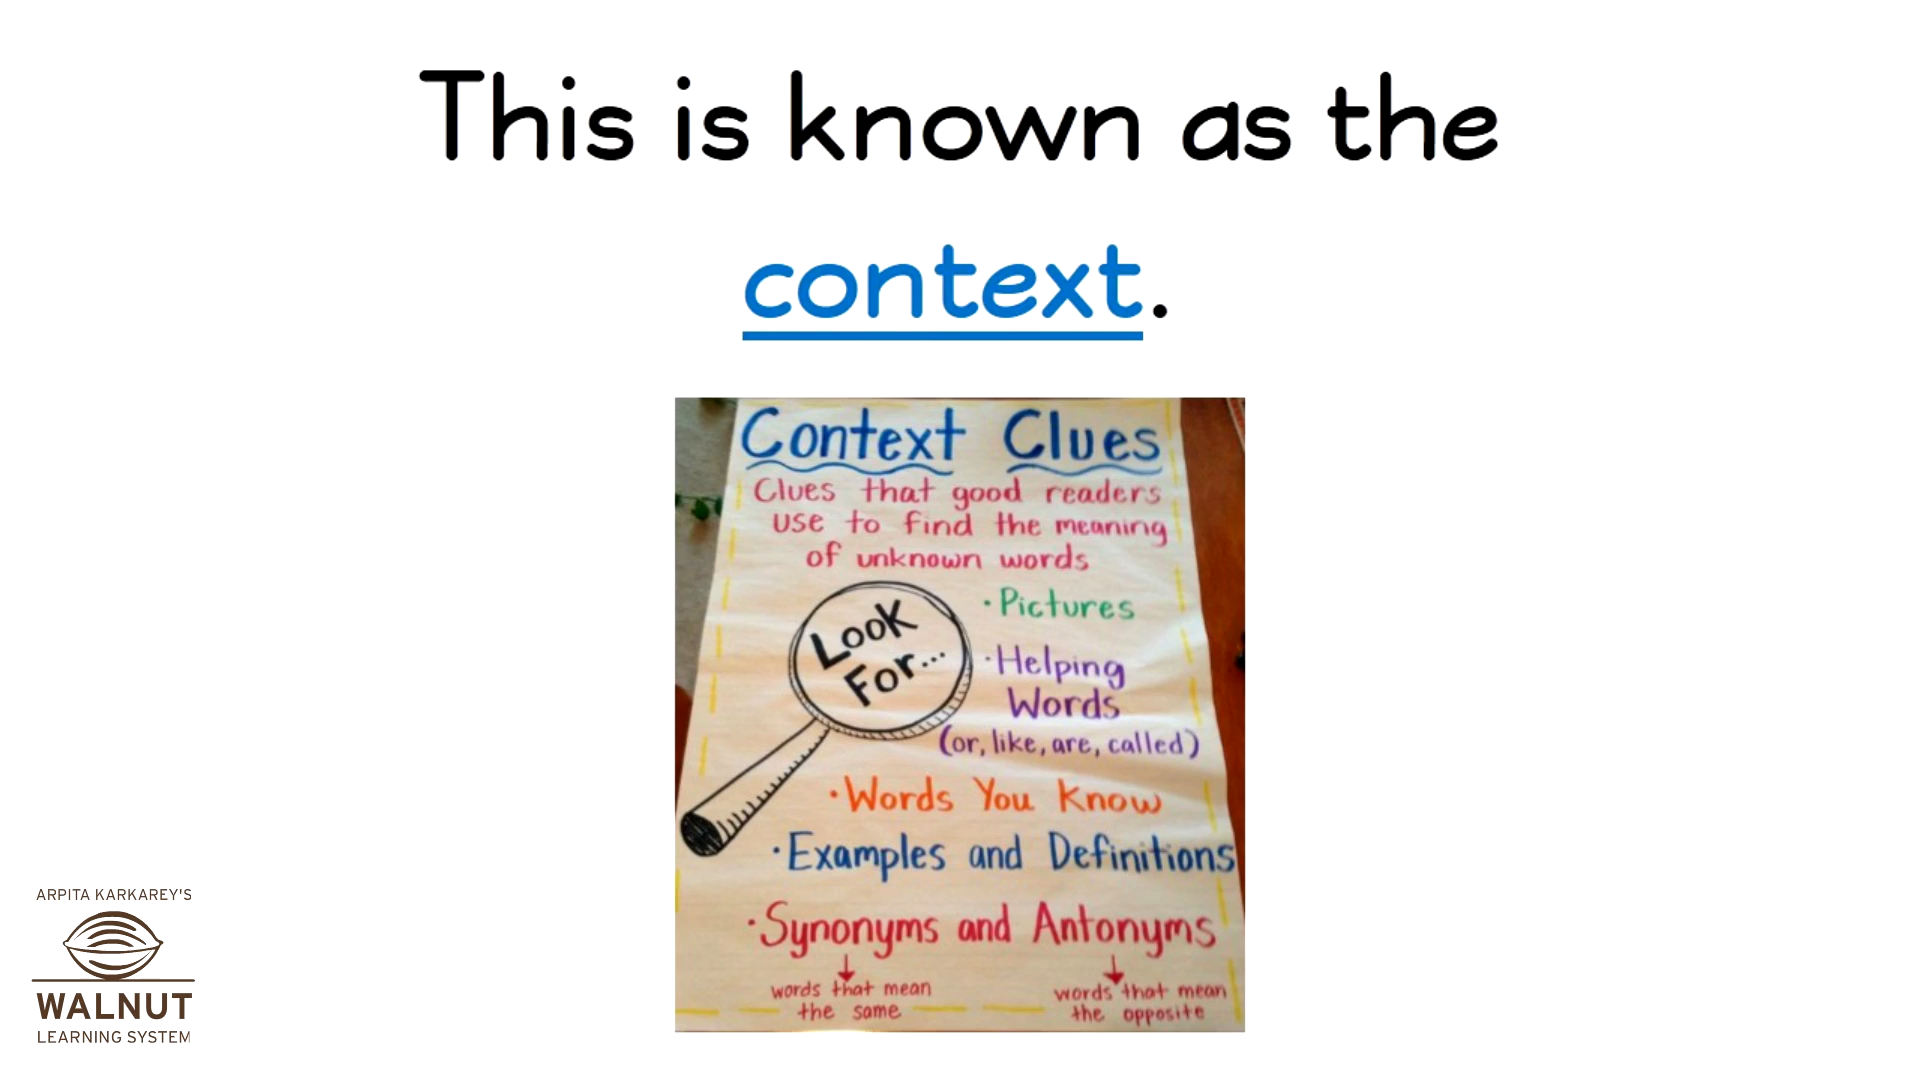 This is known as the
context.
Context Clues
Clues that good readers
use to find the meaning
of unknown words
Look
For...
·Pictures
·Helping
Words
(or, like, are, called)
·Words You Know
·Examples and Definitions
·Synonyms and Antonyms
words that mean
the same
words that mean
the opposite
ARPITA KARKAREY'S
WALNUT
LEARNING SYSTEM